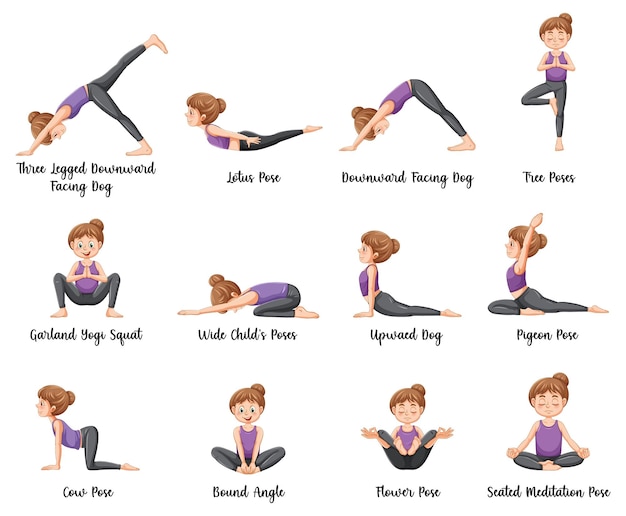 Three Legged Downward
Facing Dog
Lotus Pose
Downward Facing Dog
Tree Poses
Garland Yogi Squat
Wide Child's Poses
Upwaed Dog
Pigeon Pose
Cow Pose
Bound Angle
Flower Pose
Seated Meditation Pose